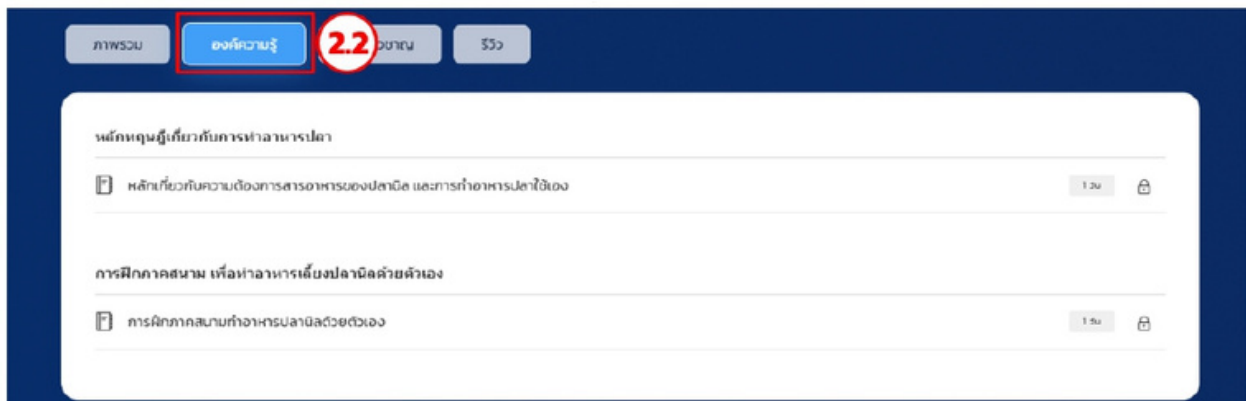 ภาพรวม
องค์ความรู้
2.2
วชาญ
รีวิว
หลักทฤษฎีเกี่ยวกับการทำอาหารปลา
หลักเกี่ยวกับความต้องการสารอาหารของปลานิล และการทำอาหารปลาใช้เอง
1 วัน
การฝึกภาคสนาม เพื่อทำอาหารเลี้ยงปลานิลด้วยตัวเอง
การฝึกภาคสนามทำอาหารปลานิลด้วยตัวเอง
1 วัน